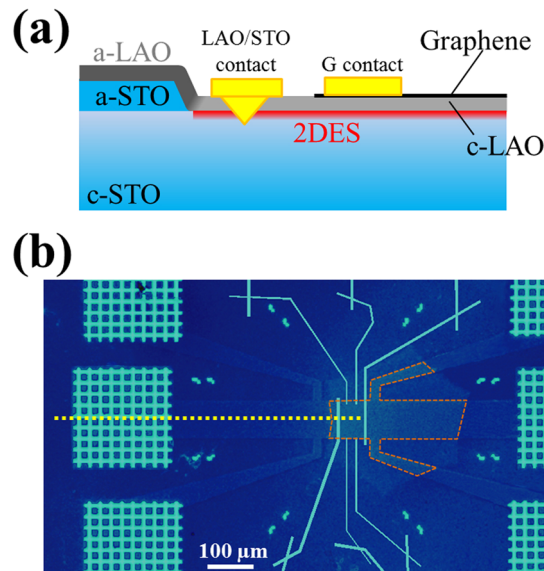 (a)
a-LAO
LAO/STO
contact
G contact
Graphene
a-STO
2DES
c-LAO
c-STO
(b)
100 μm